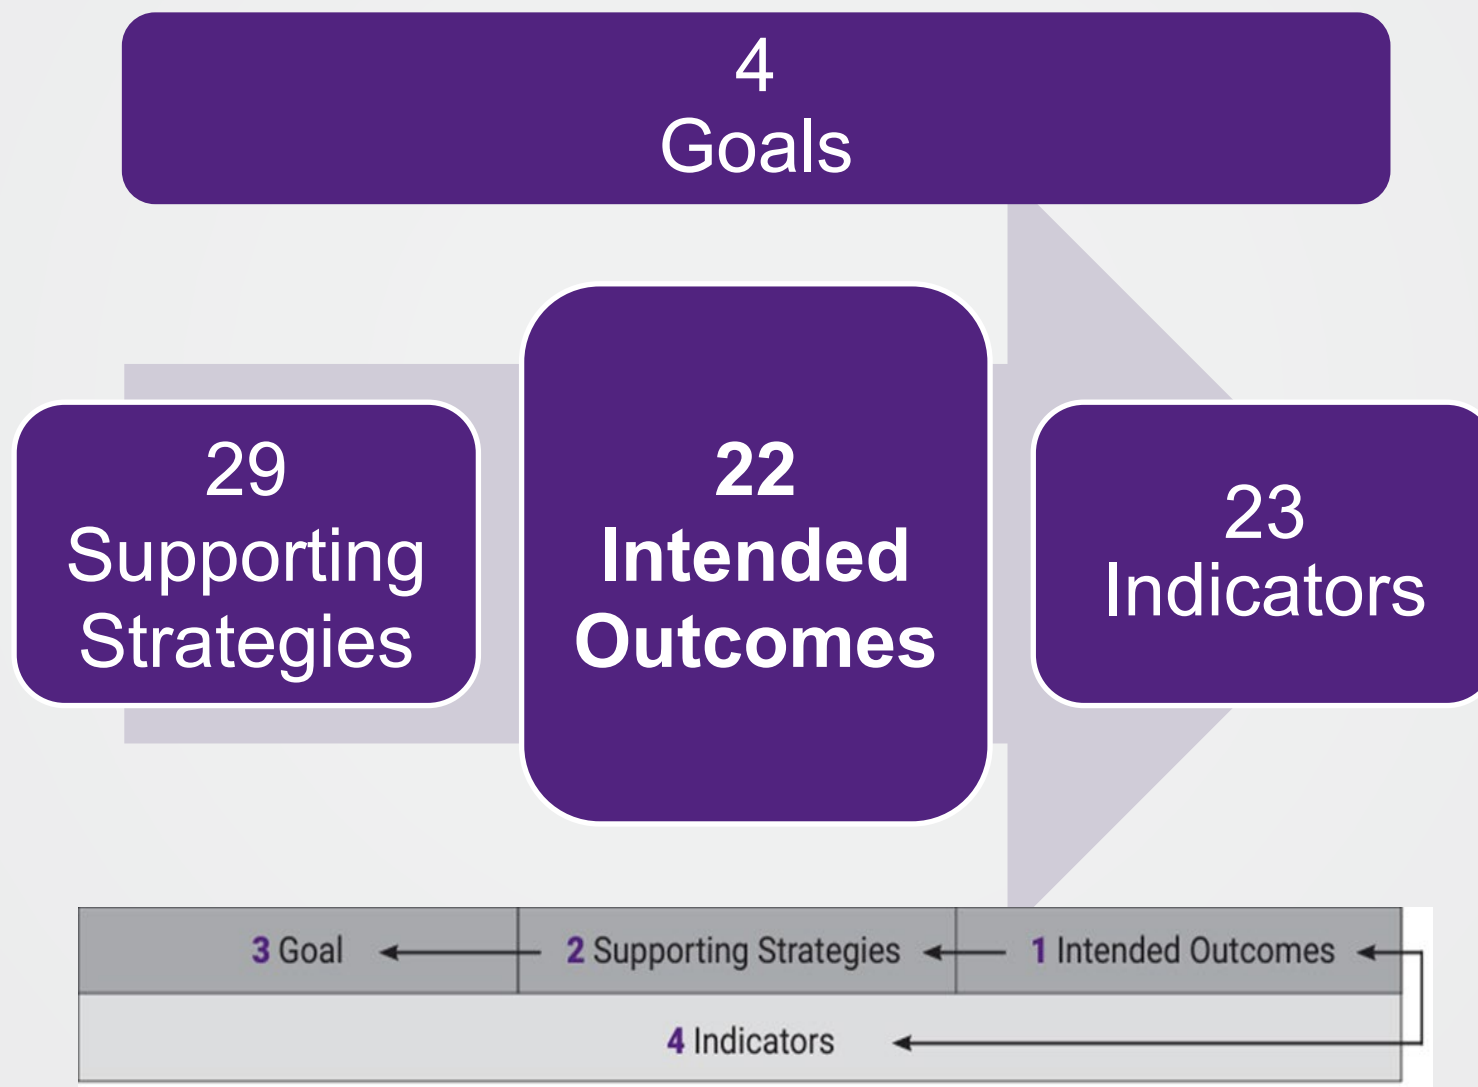 4
Goals
29
Supporting
Strategies
22
Intended
Outcomes
23
Indicators
3 Goal
2 Supporting Strategies
1 Intended Outcomes
4 Indicators